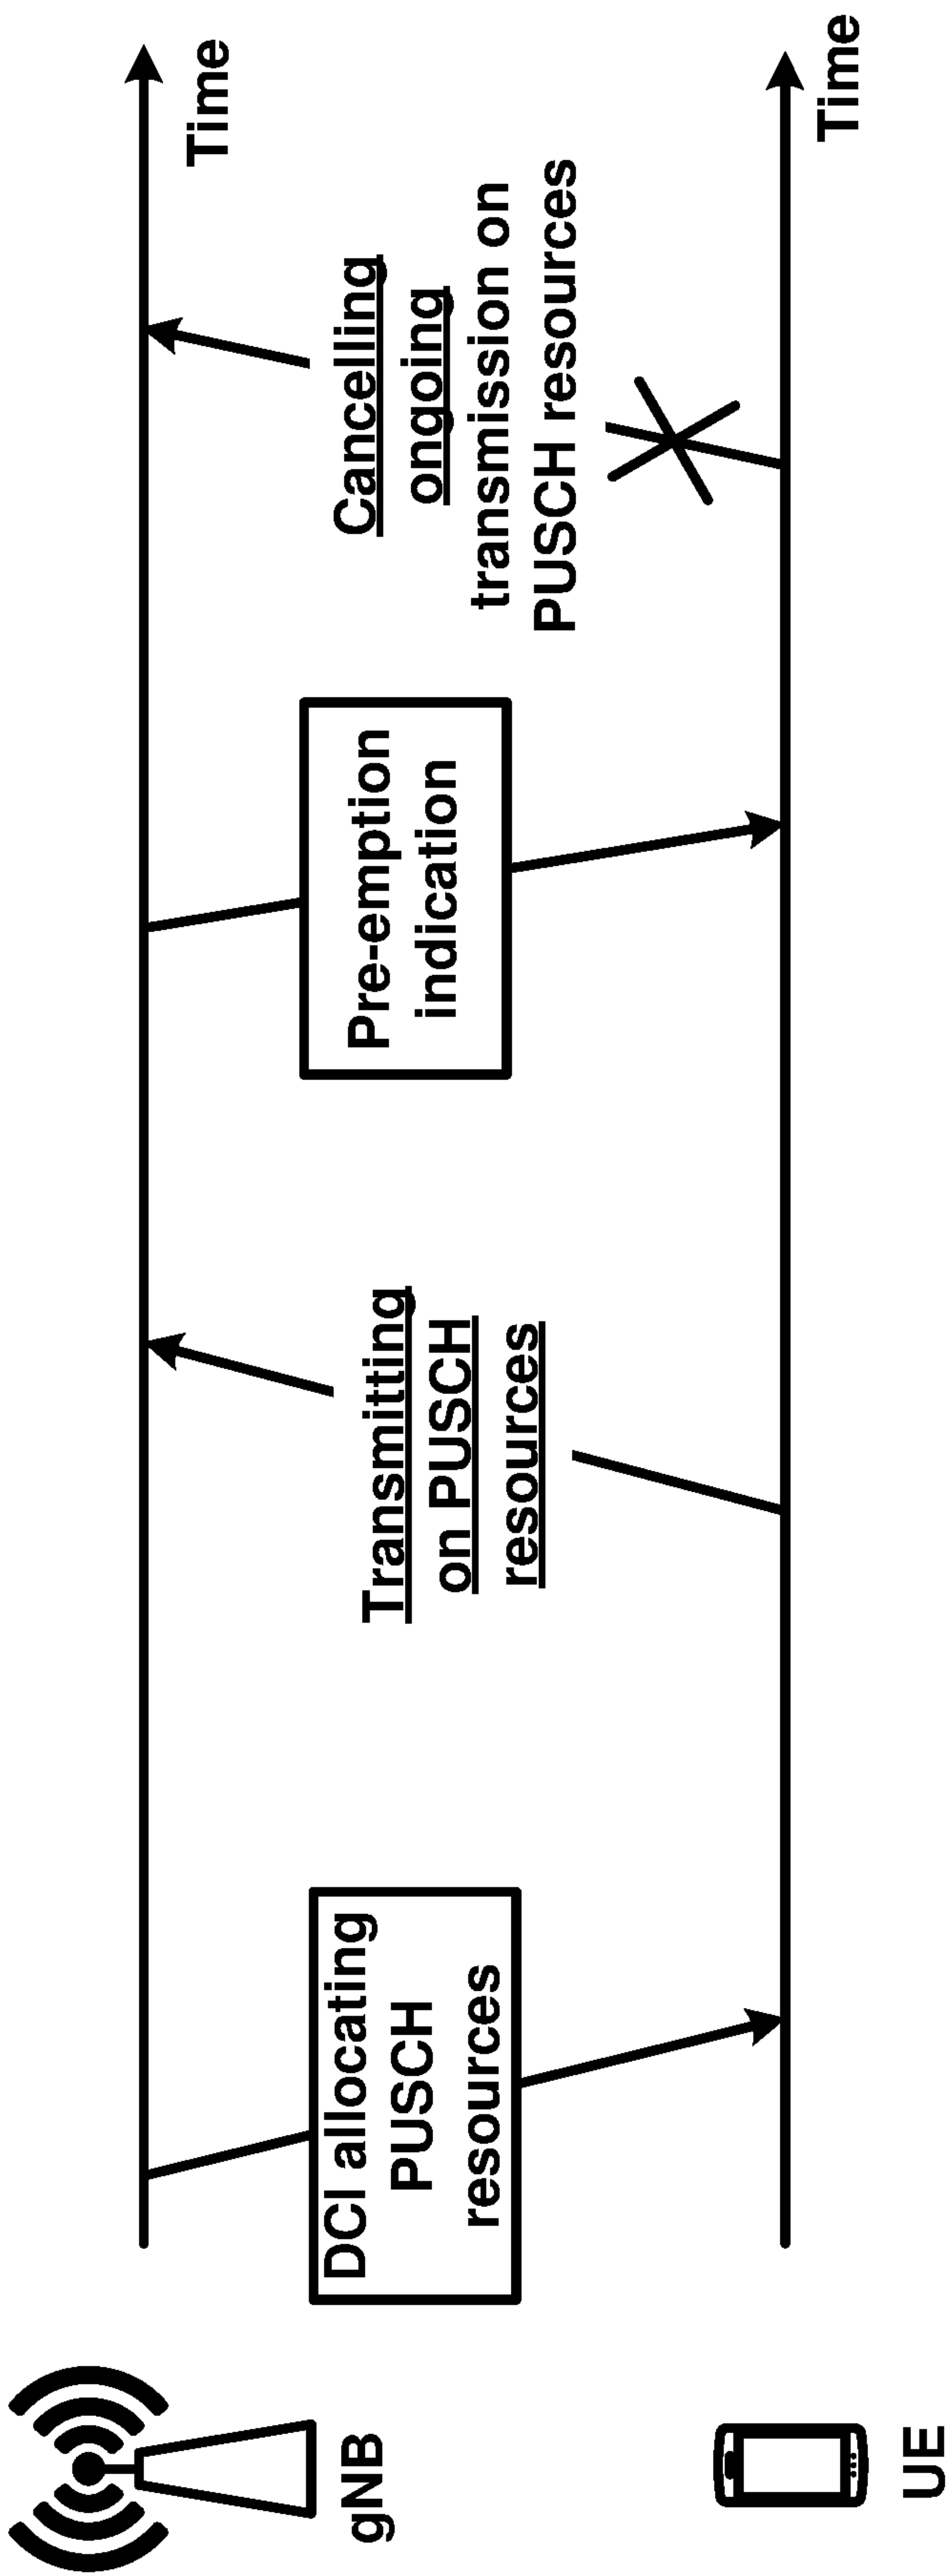 gNB
DCI allocating
PUSCH
resources
Transmitting
on PUSCH
resources
Pre-emption
indication
Cancelling
ongoing
transmission on
PUSCH resources
Time
UE
Time